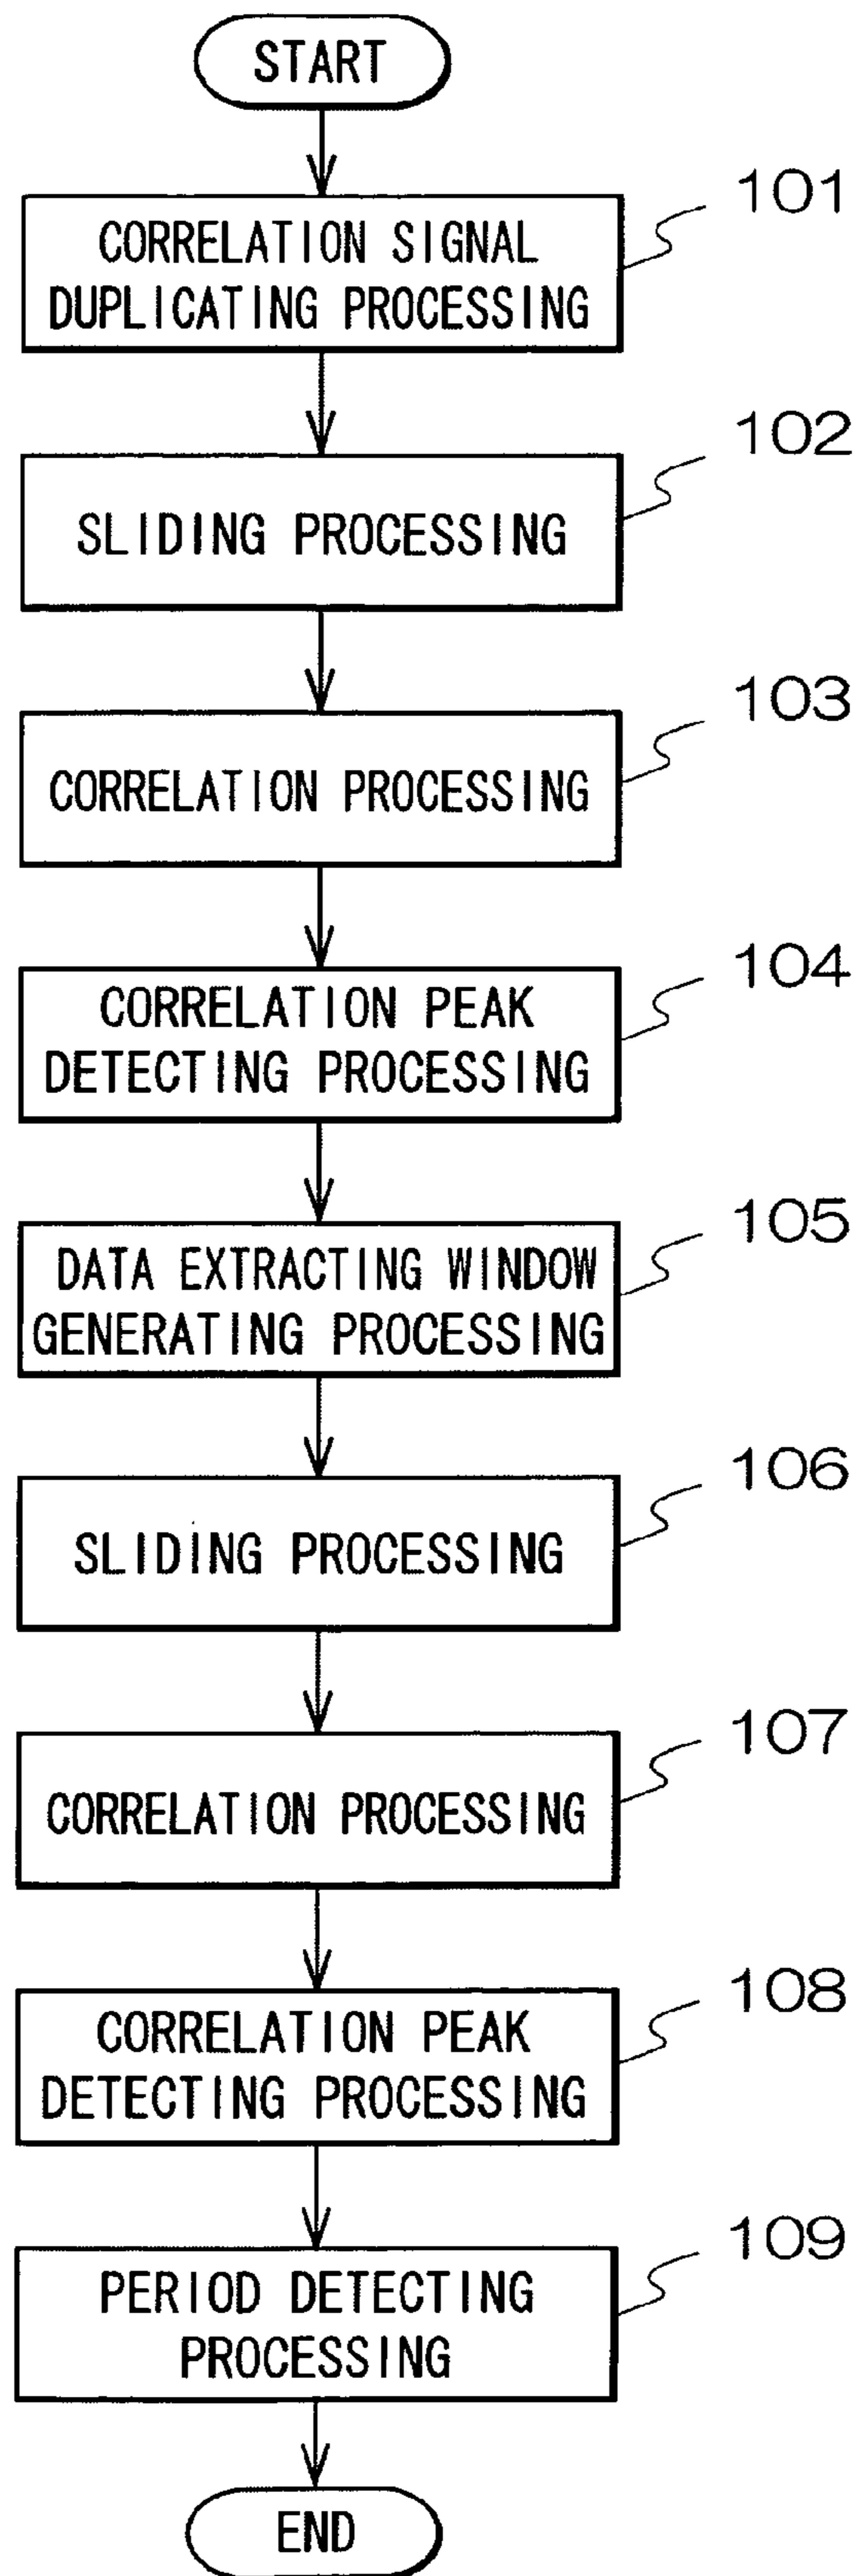 START
101
CORRELATION SIGNAL
DUPLICATING PROCESSING
102
SLIDING PROCESSING
103
CORRELATION PROCESSING
104
CORRELATION PEAK
DETECTING PROCESSING
105
DATA EXTRACTING WINDOW
GENERATING PROCESSING
106
SLIDING PROCESSING
107
CORRELATION PROCESSING
108
CORRELATION PEAK
DETECTING PROCESSING
109
PERIOD DETECTING
PROCESSING
END